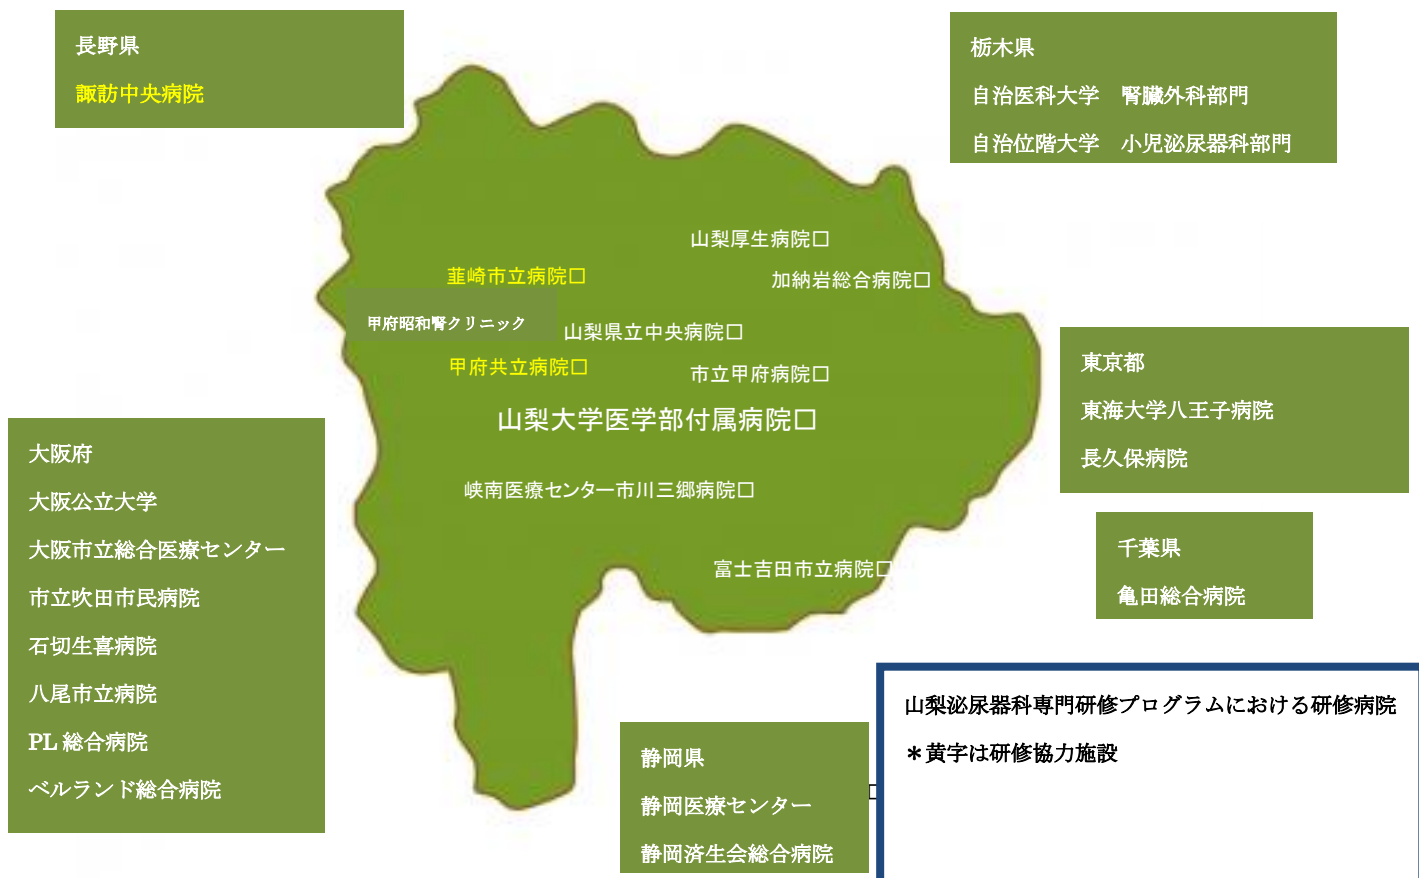 長野県
諏訪中央病院
栃木県
自治医科大学　腎臓外科部門
自治位階大学　小児泌尿器科部門
山梨厚生病院□
韮崎市立病院□
加納岩総合病院□
甲府昭和腎クリニック
山梨県立中央病院□
甲府共立病院□
市立甲府病院□
山梨大学医学部付属病院□
峡南医療センター市川三郷病院□
富士吉田市立病院□
東京都
東海大学八王子病院
長久保病院
千葉県
亀田総合病院
大阪府
大阪公立大学
大阪市立総合医療センター
市立吹田市民病院
石切生喜病院
八尾市立病院
PL 総合病院
ベルランド総合病院
静岡県
静岡医療センター
静岡済生会総合病院
山梨泌尿器科専門研修プログラムにおける研修病院
＊黄字は研修協力施設